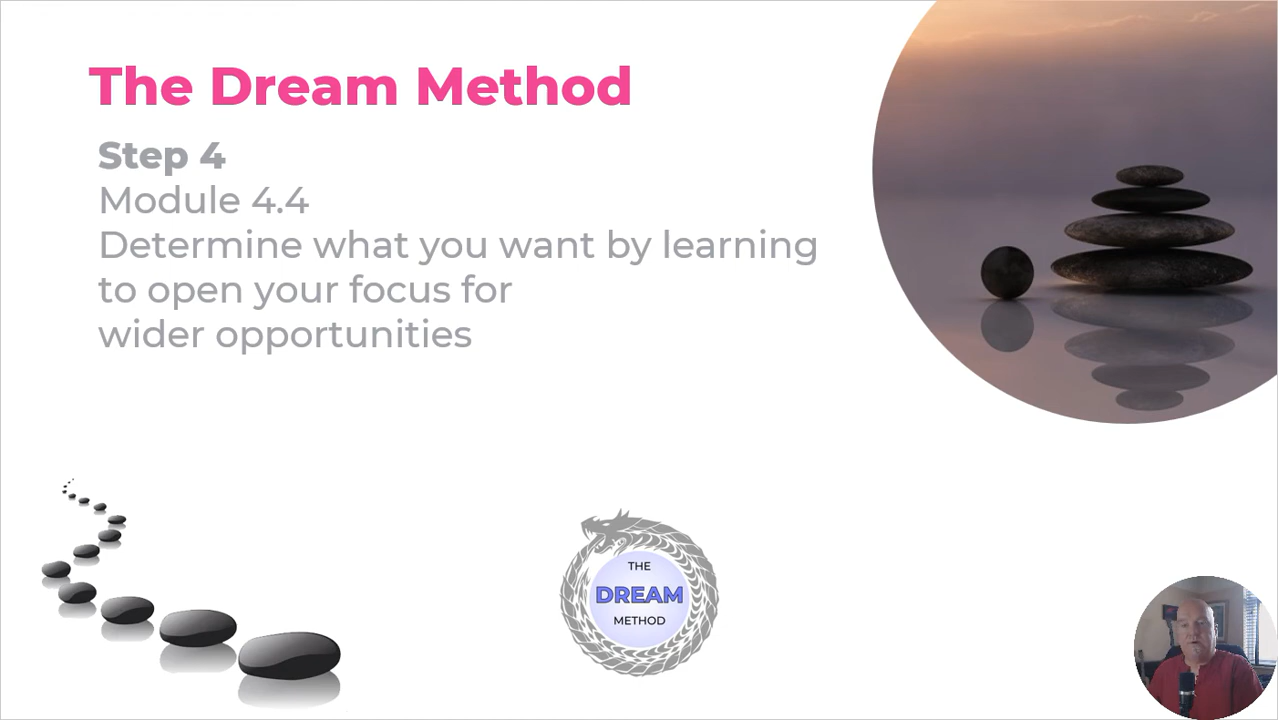 The Dream Method
Step 4
Module 4.4
Determine what you want by learning
to open your focus for
wider opportunities
THE
DREAM
METHOD